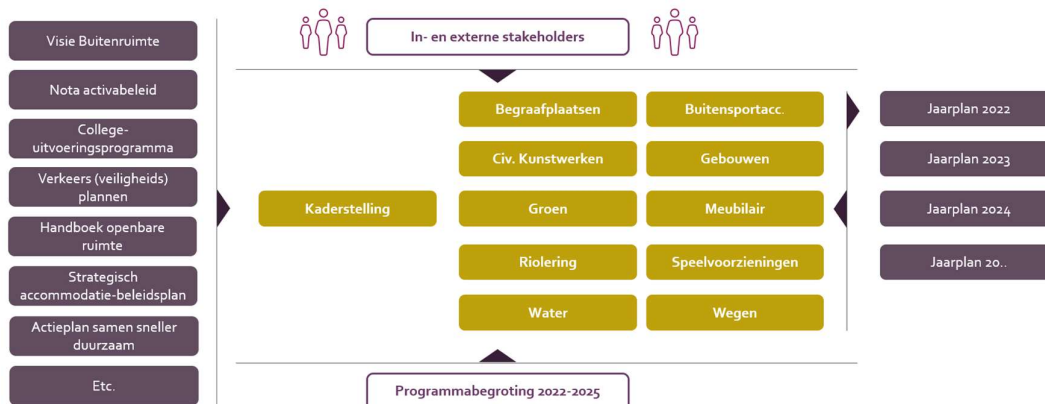 Visie Buitenruimte
Nota activabeleid
College-
uitvoeringsprogramma
Verkeers (veiligheids)
plannen
Handboek openbare
ruimte
Strategisch
accommodatie-beleidsplan
Actieplan samen sneller
duurzaam
Etc.
In- en externe stakeholders
Kaderstelling
Begraafplaatsen
Buitensportacc.
Civ. Kunstwerken
Gebouwen
Groen
Meubilair
Riolering
Speelvoorzieningen
Water
Wegen
Programmabegroting 2022-2025
Jaarplan 2022
Jaarplan 2023
Jaarplan 2024
Jaarplan 20..